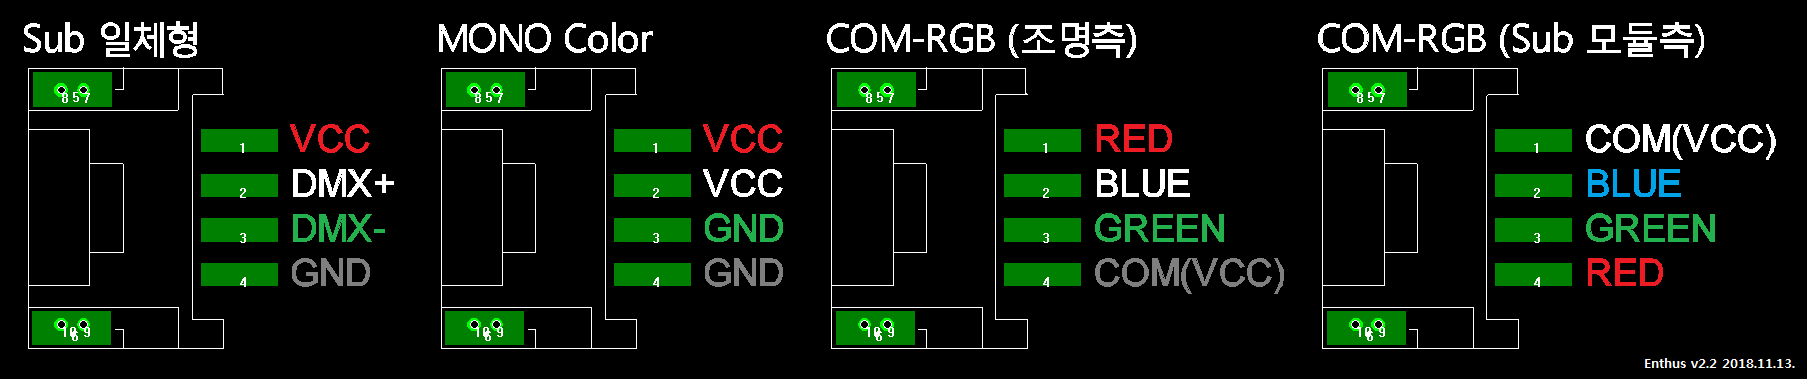 Sub 일체형
8 5 7
1 VCC
2 DMX+
3 DMX-
4 GND
10 6 9
MONO Color
8 5 7
1 VCC
2 VCC
3 GND
4 GND
10 6 9
COM-RGB (조명측)
8 5 7
1 RED
2 BLUE
3 GREEN
4 COM(VCC)
10 6 9
COM-RGB (Sub 모듈측)
8 5 7
1 COM(VCC)
2 BLUE
3 GREEN
4 RED
10 6 9
Enthus v2.2 2018.11.13.